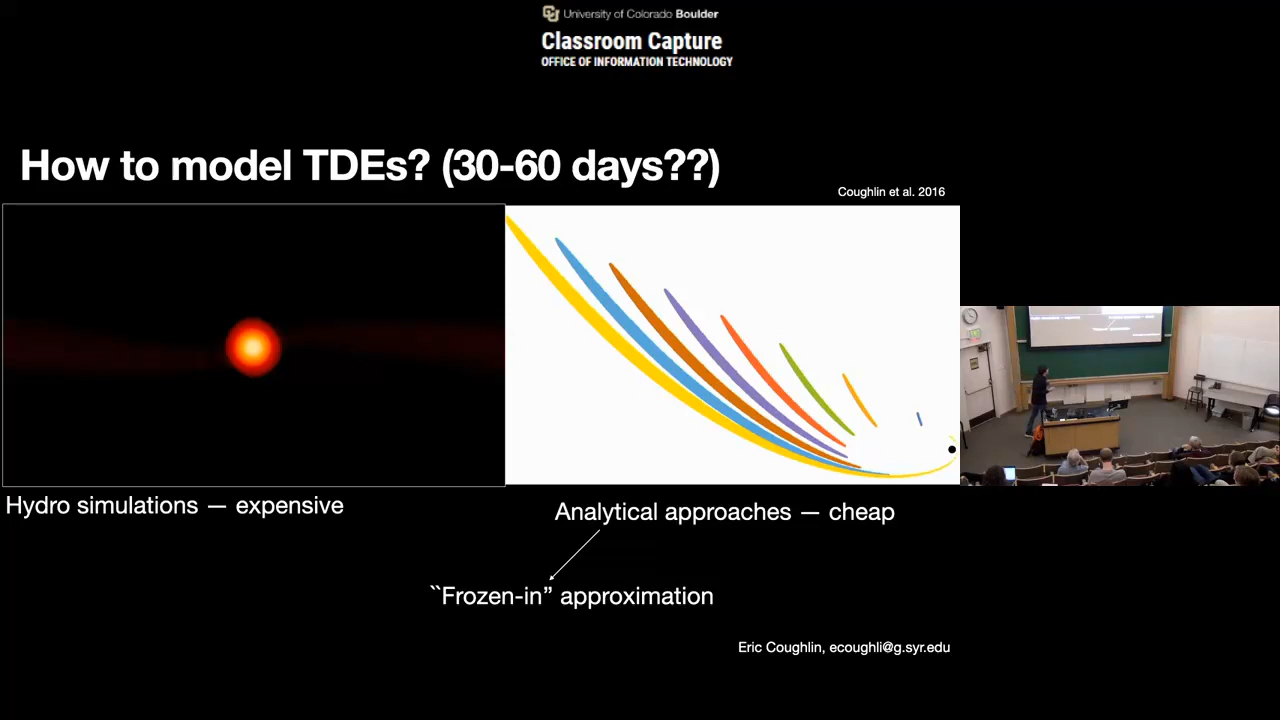 University of Colorado Boulder
Classroom Capture
OFFICE OF INFORMATION TECHNOLOGY
How to model TDEs? (30-60 days??)
Coughlin et al. 2016
Hydro simulations — expensive
Analytical approaches — cheap
``Frozen-in” approximation
Eric Coughlin, ecoughli@g.syr.edu